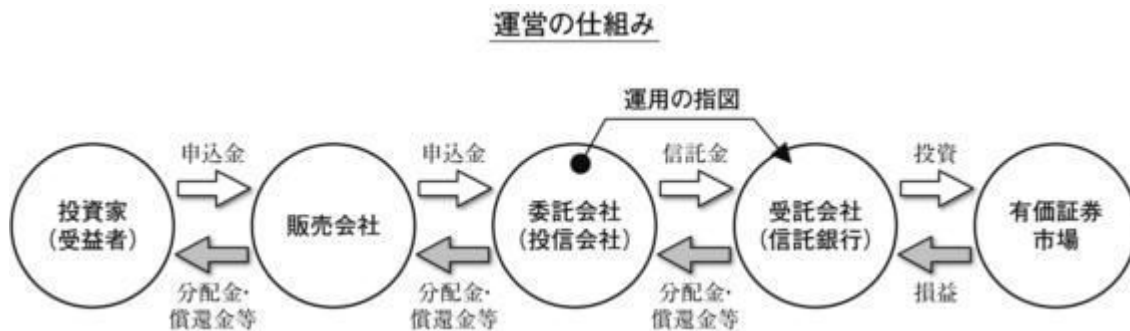 運営の仕組み
運用の指図
申込金
申込金
信託金
投資
投資家
(受益者)
販売会社
委託会社
(投信会社)
受託会社
(信託銀行)
有価証券
市場
分配金・
償還金等
分配金・
償還金等
分配金・
償還金等
損益